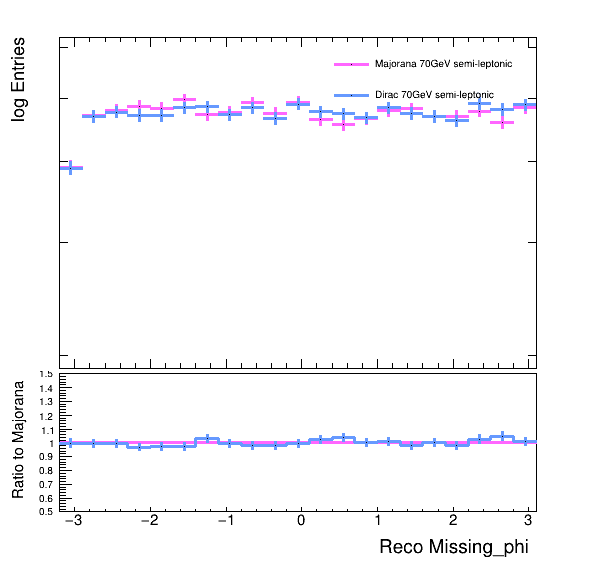 log Entries
Majorana 70GeV semi-leptonic
Dirac 70GeV semi-leptonic
Ratio to Majorana
1.5
1.4
1.3
1.2
1.1
1
0.9
0.8
0.7
0.6
0.5
−3 −2 −1 0 1 2 3
Reco Missing_phi